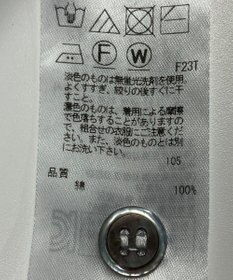 F W F23T
淡色のものは無蛍光洗剤を使用、
よくすすぎ、絞りの後すぐに干
すこと。
濃色のものは、着用による摩擦
で色落ちすることがありますの
で、組合せの衣服にご注意くださ
い。また、淡色のものとは別
にお洗い下さい。
105
品質
綿 100%